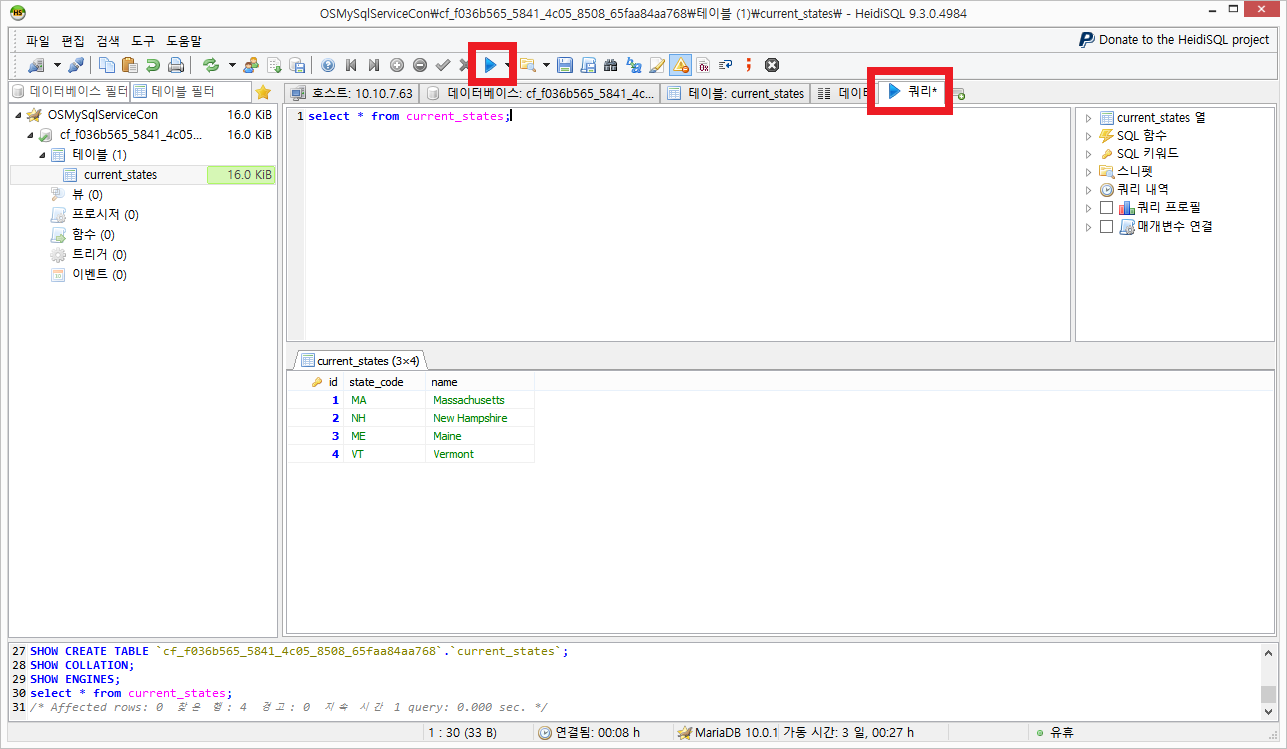 OSMySqlServiceCon₩cf_f036b565_5841_4c05_8508_65faa84aa768₩테이블 (1)₩current_states₩ - HeidiSQL 9.3.0.4984
파일 편집 검색 도구 도움말
Donate to the HeidiSQL project
데이터베이스 필터 테이블 필터
호스트: 10.10.7.63 데이터베이스: cf_f036b565_5841_4c... 테이블: current_states 데이터 쿼리*
OSMySqlServiceCon 16.0 KiB
cf_f036b565_5841_4c05... 16.0 KiB
테이블 (1)
current_states 16.0 KiB
뷰 (0)
프로시저 (0)
함수 (0)
트리거 (0)
이벤트 (0)
1 select * from current_states;
current_states 열
SQL 함수
SQL 키워드
스니펫
쿼리 내역
쿼리 프로필
매개변수 연결
current_states (3×4)
id state_code name
1 MA Massachusetts
2 NH New Hampshire
3 ME Maine
4 VT Vermont
27 SHOW CREATE TABLE `cf_f036b565_5841_4c05_8508_65faa84aa768`.`current_states`;
28 SHOW COLLATION;
29 SHOW ENGINES;
30 select * from current_states;
31 /* Affected rows: 0 찾은 행: 4 경고: 0 지속 시간 1 query: 0.000 sec. */
1 : 30 (33 B) 연결됨: 00:08 h MariaDB 10.0.1 가동 시간: 3 일, 00:27 h 유휴